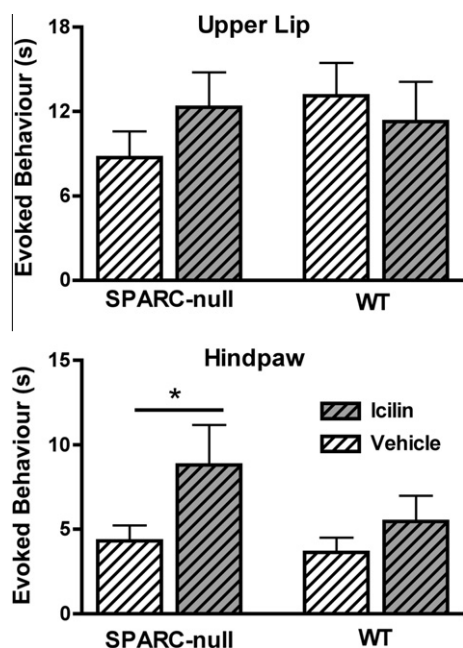 Upper Lip
Evoked Behaviour (s)
18
12
6
0
SPARC-null WT
Hindpaw
Evoked Behaviour (s)
15
10
5
0
*
Icilin
Vehicle
SPARC-null WT